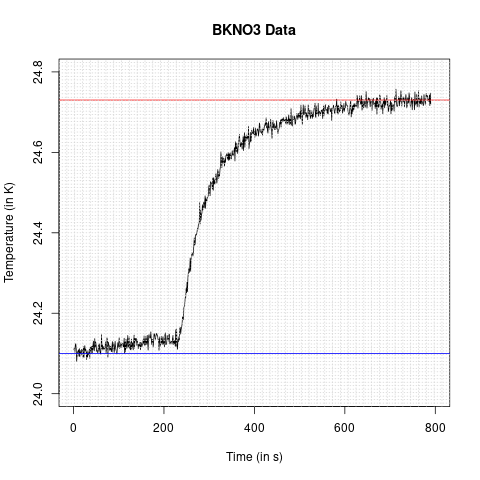 BKNO3 Data
Temperature (in K)
24.8
24.6
24.4
24.2
24.0
0 200 400 600 800
Time (in s)